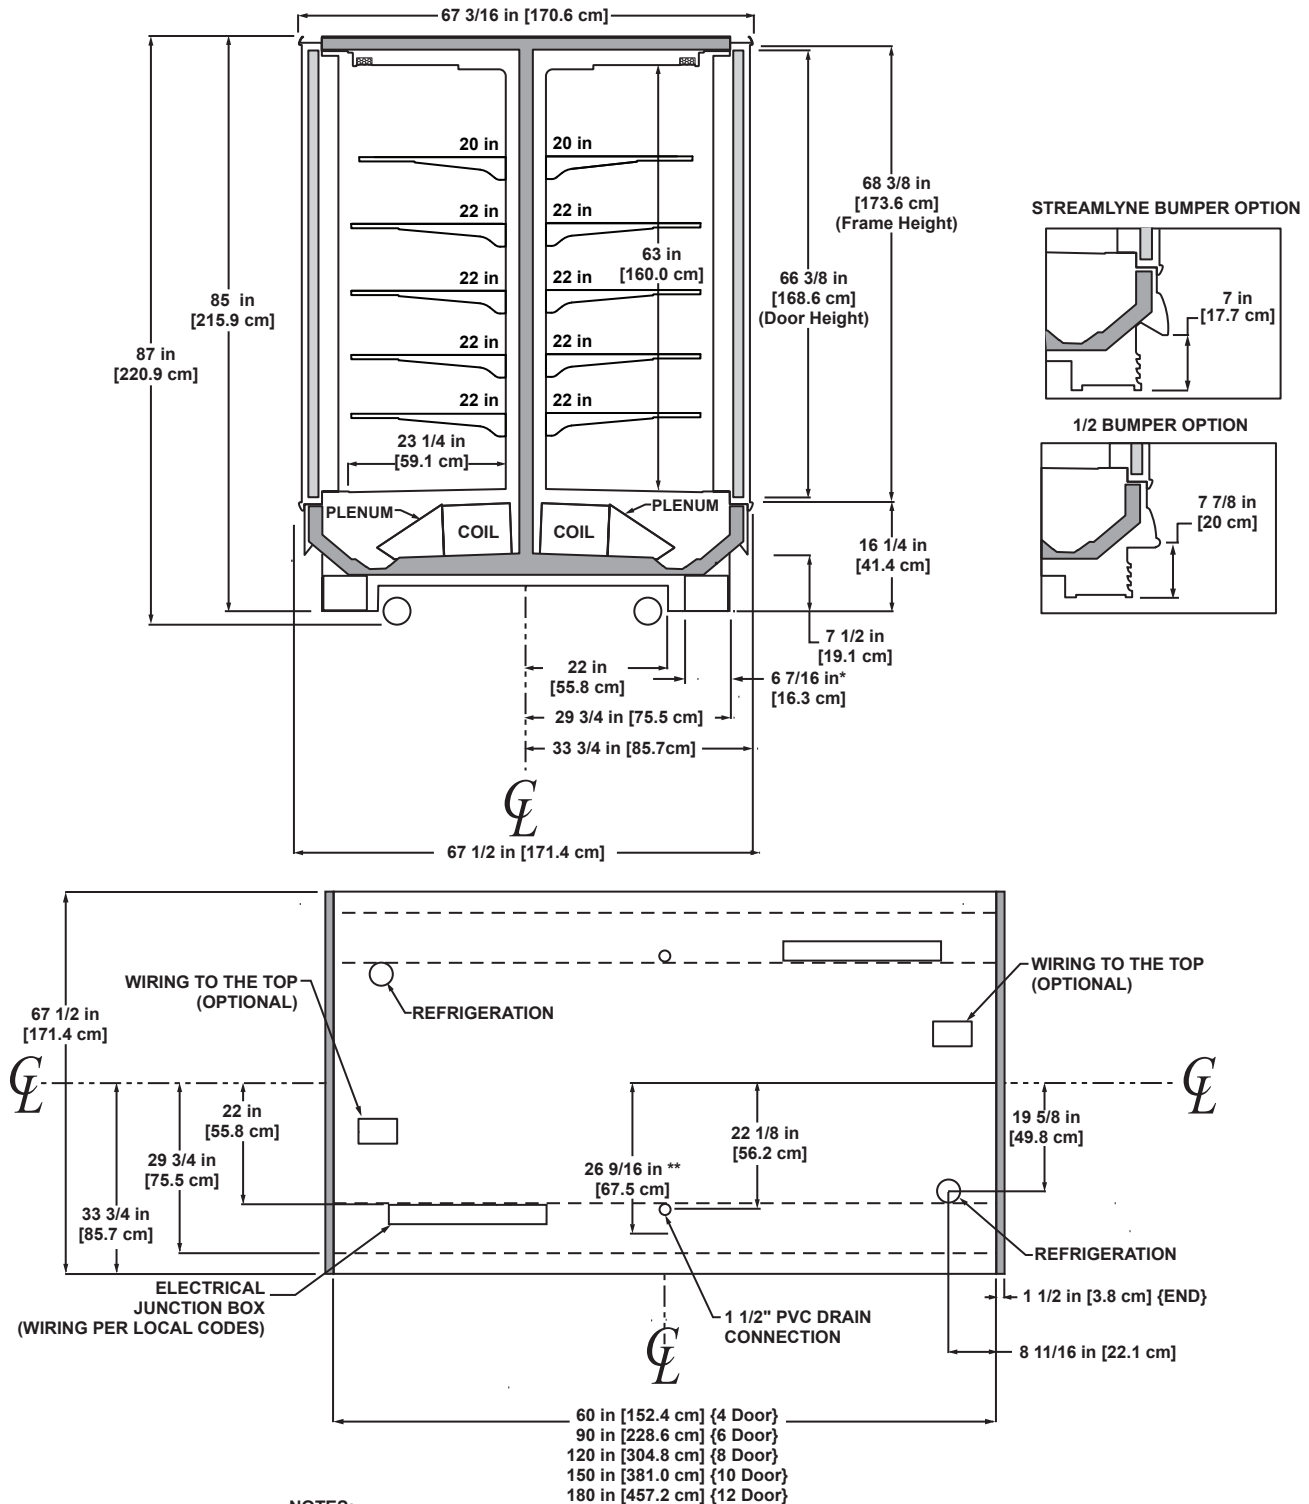 67 3/16 in [170.6 cm]
20 in
20 in
22 in
22 in
22 in
22 in
22 in
22 in
22 in
22 in
63 in
[160.0 cm]
68 3/8 in
[173.6 cm]
(Frame Height)
66 3/8 in
[168.6 cm]
(Door Height)
85 in
[215.9 cm]
87 in
[220.9 cm]
23 1/4 in
[59.1 cm]
PLENUM
COIL
COIL
PLENUM
16 1/4 in
[41.4 cm]
7 1/2 in
[19.1 cm]
22 in
[55.8 cm]
6 7/16 in*
[16.3 cm]
29 3/4 in [75.5 cm]
33 3/4 in [85.7cm]
CL
67 1/2 in [171.4 cm]
STREAMLYNE BUMPER OPTION
7 in
[17.7 cm]
1/2 BUMPER OPTION
7 7/8 in
[20 cm]
WIRING TO THE TOP
(OPTIONAL)
REFRIGERATION
WIRING TO THE TOP
(OPTIONAL)
67 1/2 in
[171.4 cm]
CL
CL
22 in
[55.8 cm]
29 3/4 in
[75.5 cm]
33 3/4 in
[85.7 cm]
22 1/8 in
[56.2 cm]
26 9/16 in **
[67.5 cm]
19 5/8 in
[49.8 cm]
REFRIGERATION
ELECTRICAL
JUNCTION BOX
(WIRING PER LOCAL CODES)
1 1/2" PVC DRAIN
CONNECTION
CL
1 1/2 in [3.8 cm] {END}
8 11/16 in [22.1 cm]
60 in [152.4 cm] {4 Door}
90 in [228.6 cm] {6 Door}
120 in [304.8 cm] {8 Door}
150 in [381.0 cm] {10 Door}
180 in [457.2 cm] {12 Door}
NOTES: